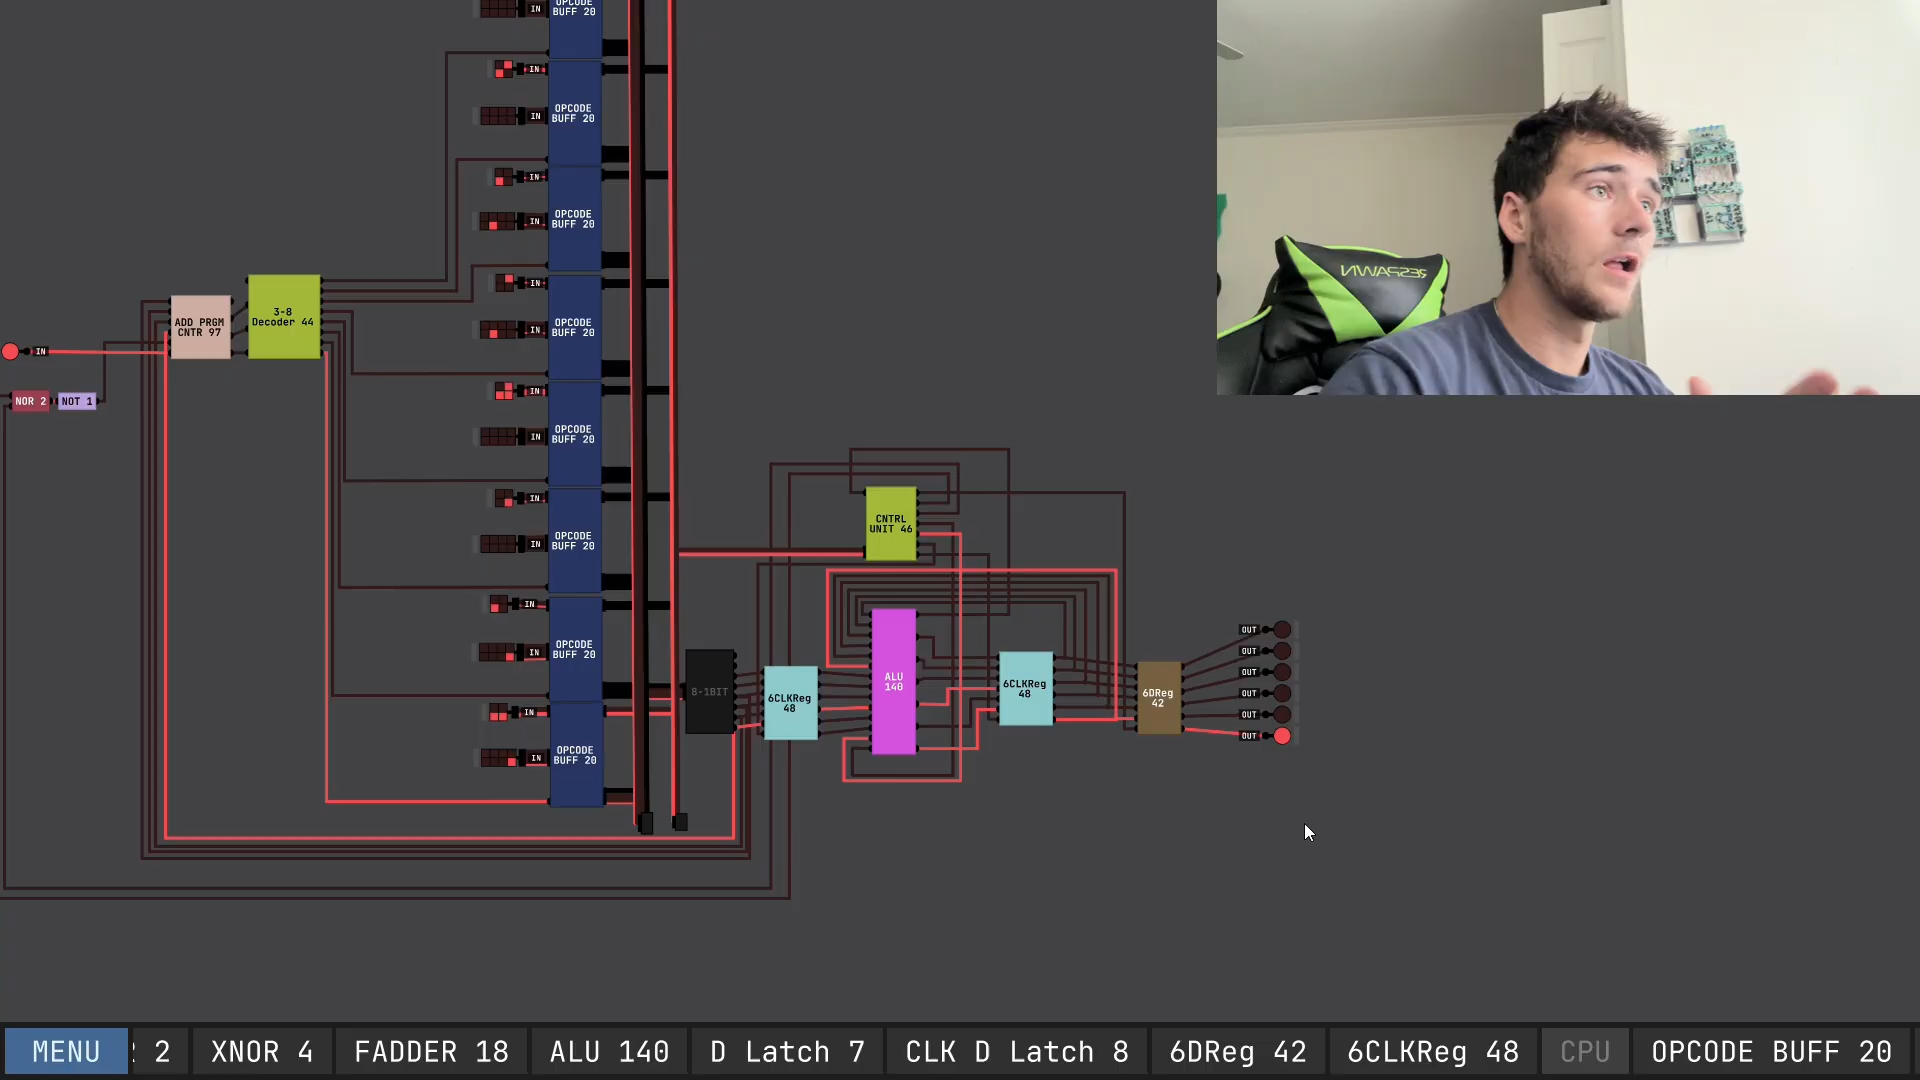 IN
OPCODE
BUFF 20
IN
OPCODE
BUFF 20
IN
IN
OPCODE
BUFF 20
IN
IN
OPCODE
BUFF 20
IN
IN
OPCODE
BUFF 20
IN
IN
OPCODE
BUFF 20
IN
IN
OPCODE
BUFF 20
IN
IN
OPCODE
BUFF 20
IN
ADD PRGM
CNTR 97
3-8
Decoder 44
IN
NOR 2
NOT 1
CNTRL
UNIT 46
8-1BIT
6CLKReg
48
ALU
140
6CLKReg
48
6DReg
42
OUT
OUT
OUT
OUT
OUT
OUT
RESPAWN
MENU
2
XNOR 4
FADDER 18
ALU 140
D Latch 7
CLK D Latch 8
6DReg 42
6CLKReg 48
CPU
OPCODE BUFF 20